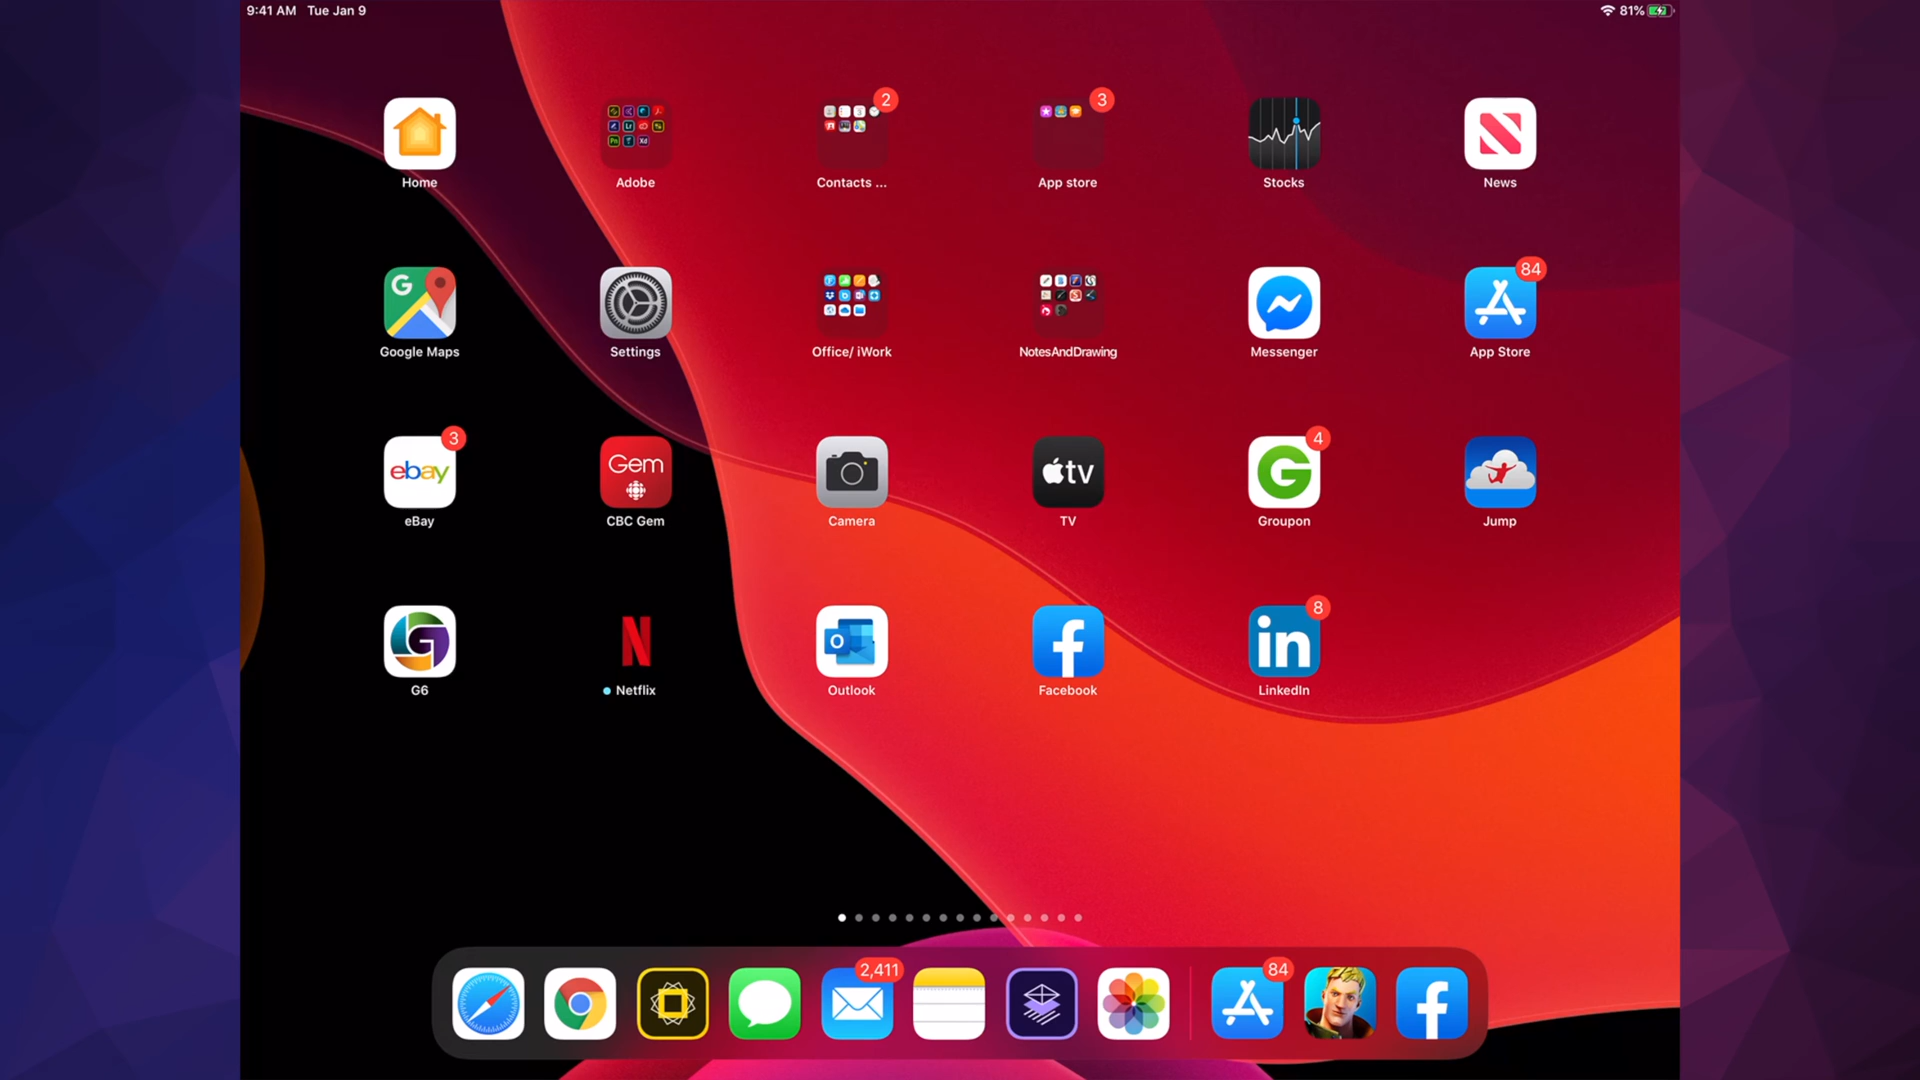 9:41 AM Tue Jan 9
81%
2
3
Home
Adobe
Contacts ...
App store
Stocks
News
G
84
Google Maps
Settings
Office/ iWork
NotesAndDrawing
Messenger
App Store
3
4
ebay
Gem
tv
G
eBay
CBC Gem
Camera
TV
Groupon
Jump
8
G
N
O
f
in
G6
Netflix
Outlook
Facebook
LinkedIn
2,411
84
f